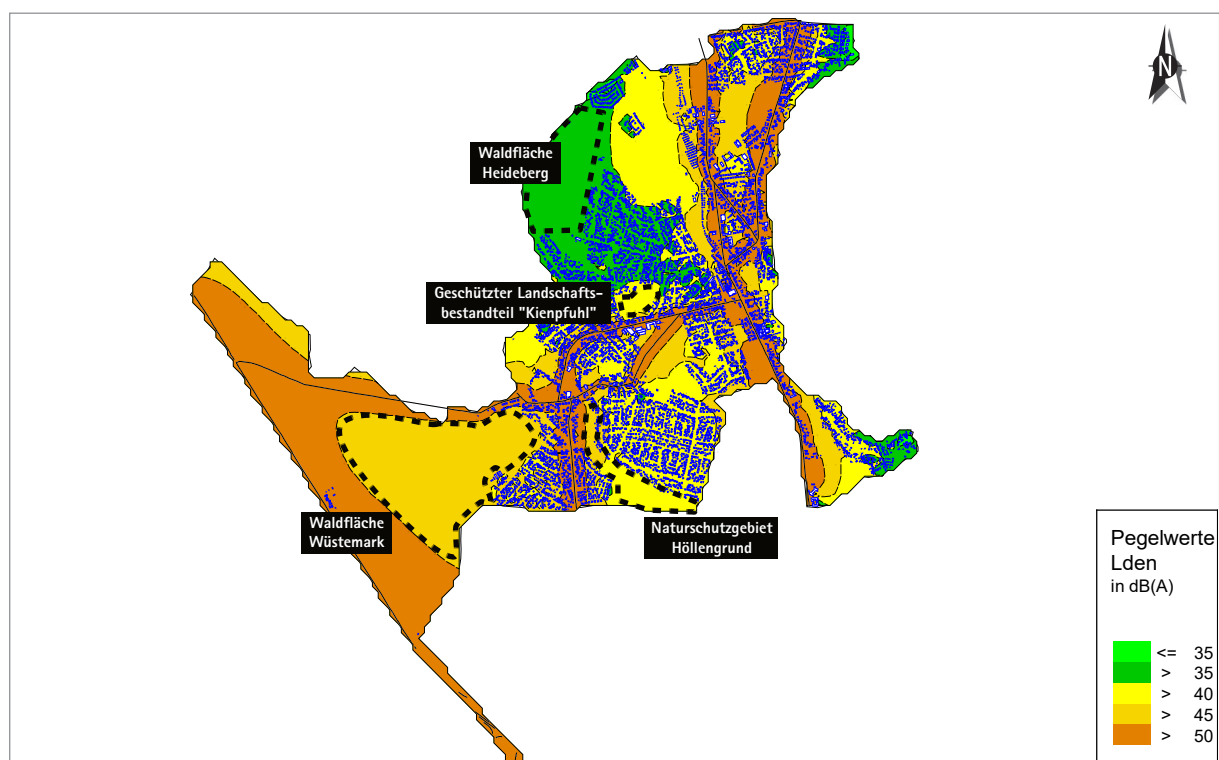 N
Waldfläche
Heideberg
Geschützter Landschafts-
bestandteil "Kienpfuhl"
Waldfläche
Wüstemark
Naturschutzgebiet
Höllengrund
Pegelwerte
Lden
in dB(A)
<= 35
> 35
> 40
> 45
> 50